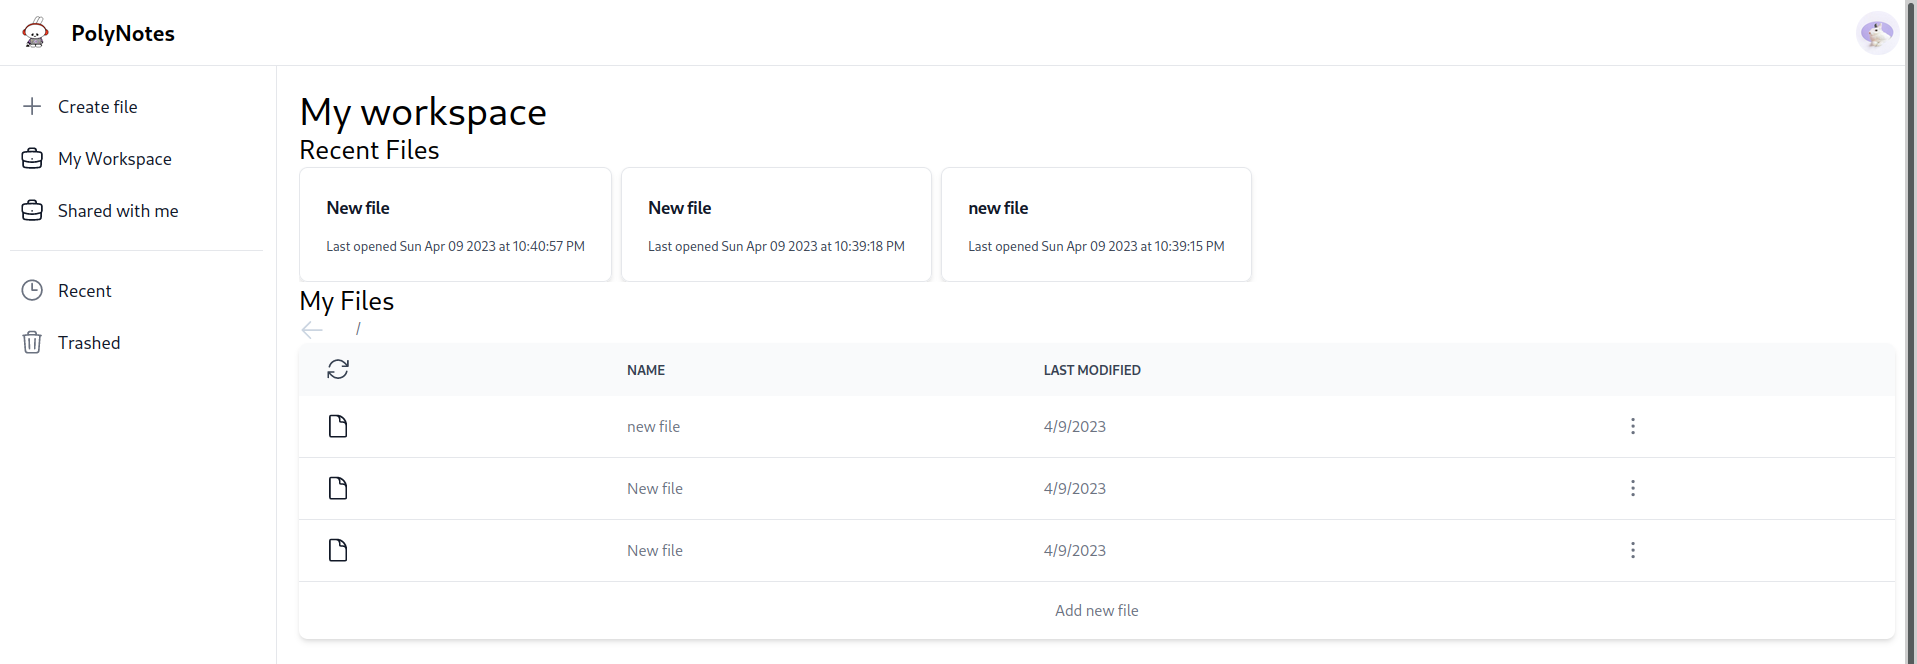 PolyNotes
Create file
My Workspace
Shared with me
Recent
Trashed
My workspace
Recent Files
New file
Last opened Sun Apr 09 2023 at 10:40:57 PM
New file
Last opened Sun Apr 09 2023 at 10:39:18 PM
new file
Last opened Sun Apr 09 2023 at 10:39:15 PM
My Files
/
NAME LAST MODIFIED
new file 4/9/2023
New file 4/9/2023
New file 4/9/2023
Add new file